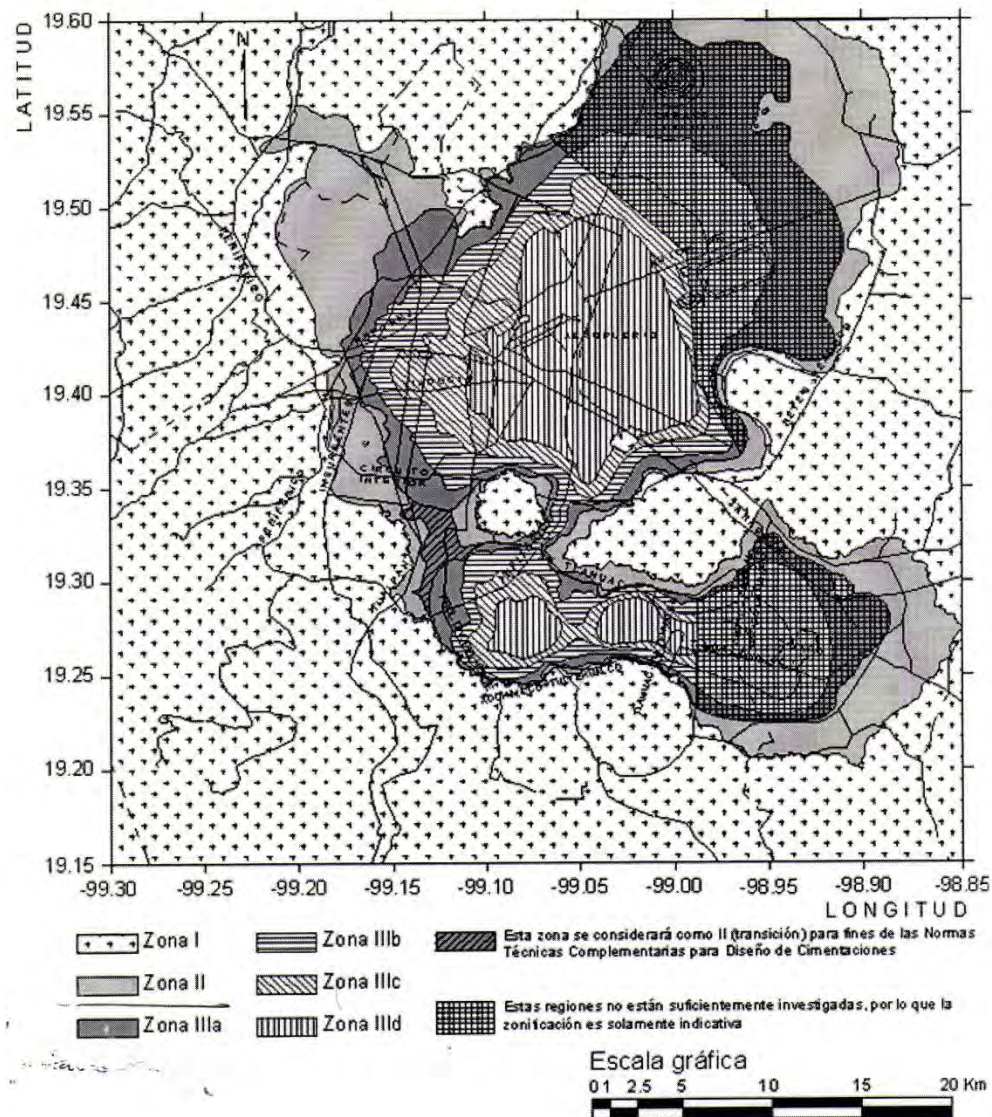 LATITUD
19.60
19.55
19.50
19.45
19.40
19.35
19.30
19.25
19.20
19.15
N
PERIFERICO
AEROPUERTO
VIADUCTO
INSURGENTES
CIRCUITO
INTERIOR
PERIFERICO
TLAHUAC
-99.30 -99.25 -99.20 -99.15 -99.10 -99.05 -99.00 -98.95 -98.90 -98.85
LONGITUD
Zona I
Zona II
Zona IIIa
Zona IIIb
Zona IIIc
Zona IIId
Esta zona se considerará como II (transición) para fines de las Normas
Técnicas Complementarias para Diseño de Cimentaciones
Estas regiones no están suficientemente investigadas, por lo que la
zonificación es solamente indicativa
Escala gráfica
0 1 2.5 5 10 15 20 Km